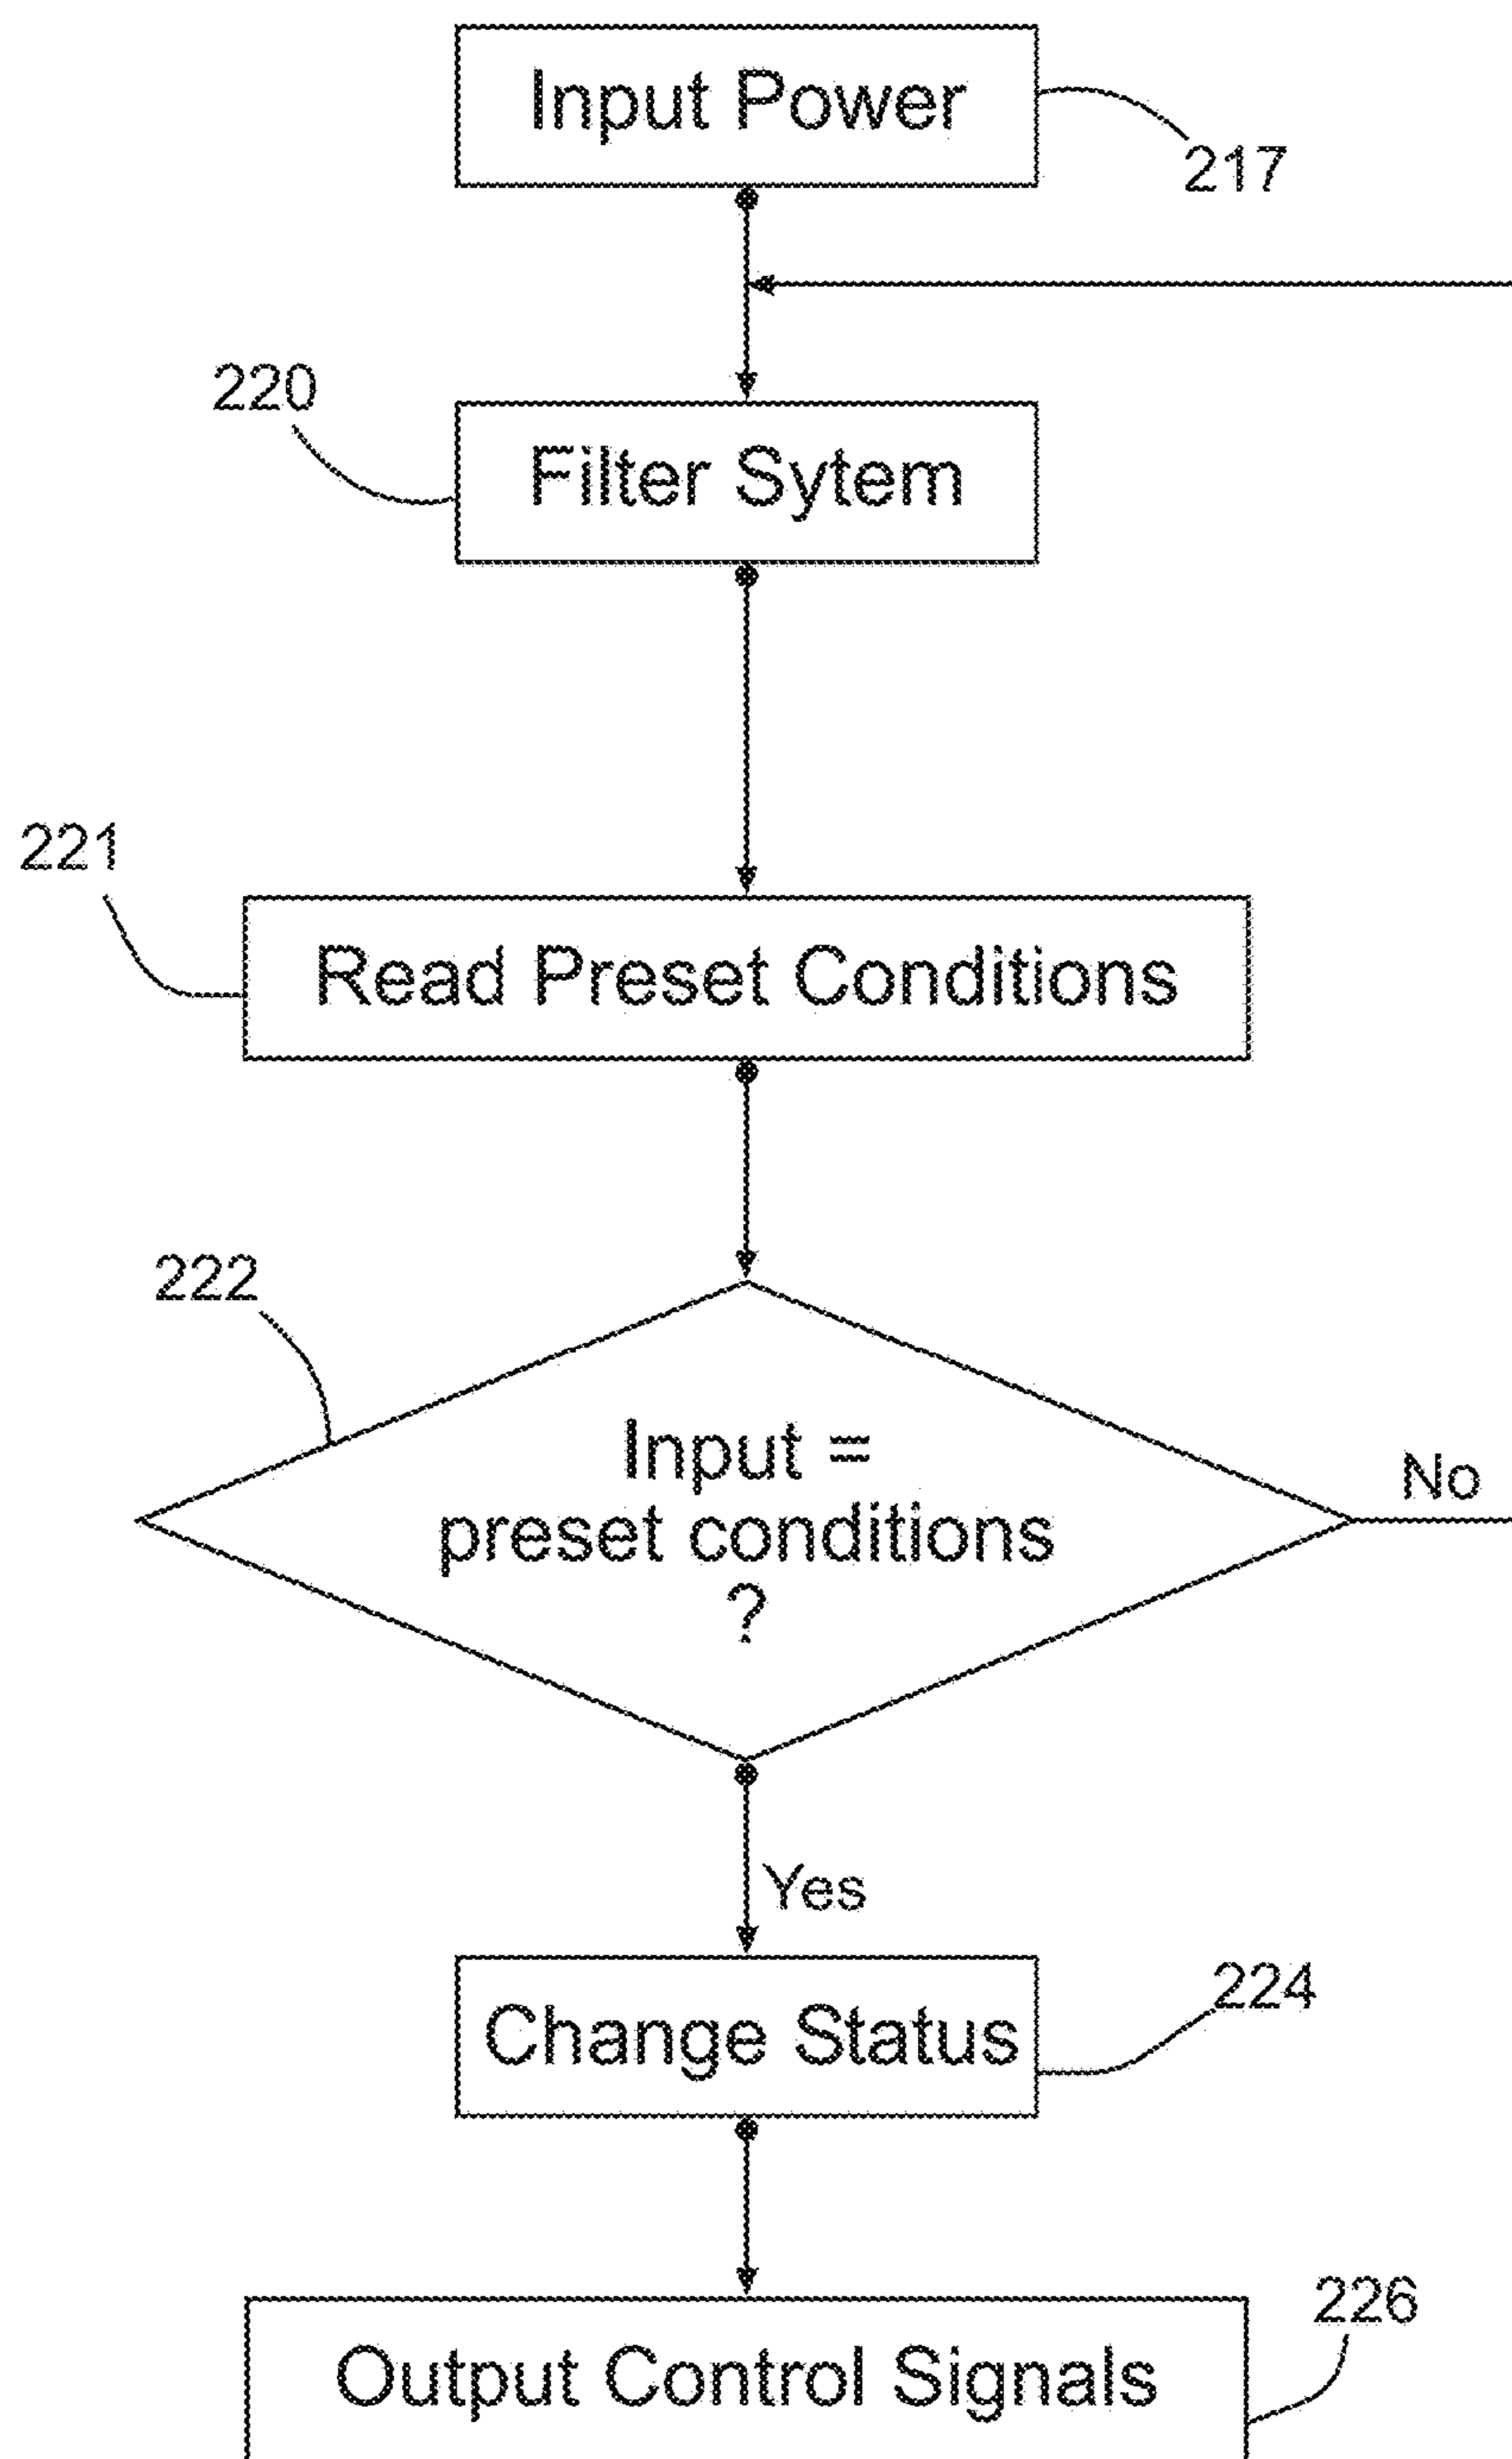 Input Power
217
220
Filter Sytem
221
Read Preset Conditions
222
Input =
preset conditions
?
No
Yes
Change Status
224
226
Output Control Signals